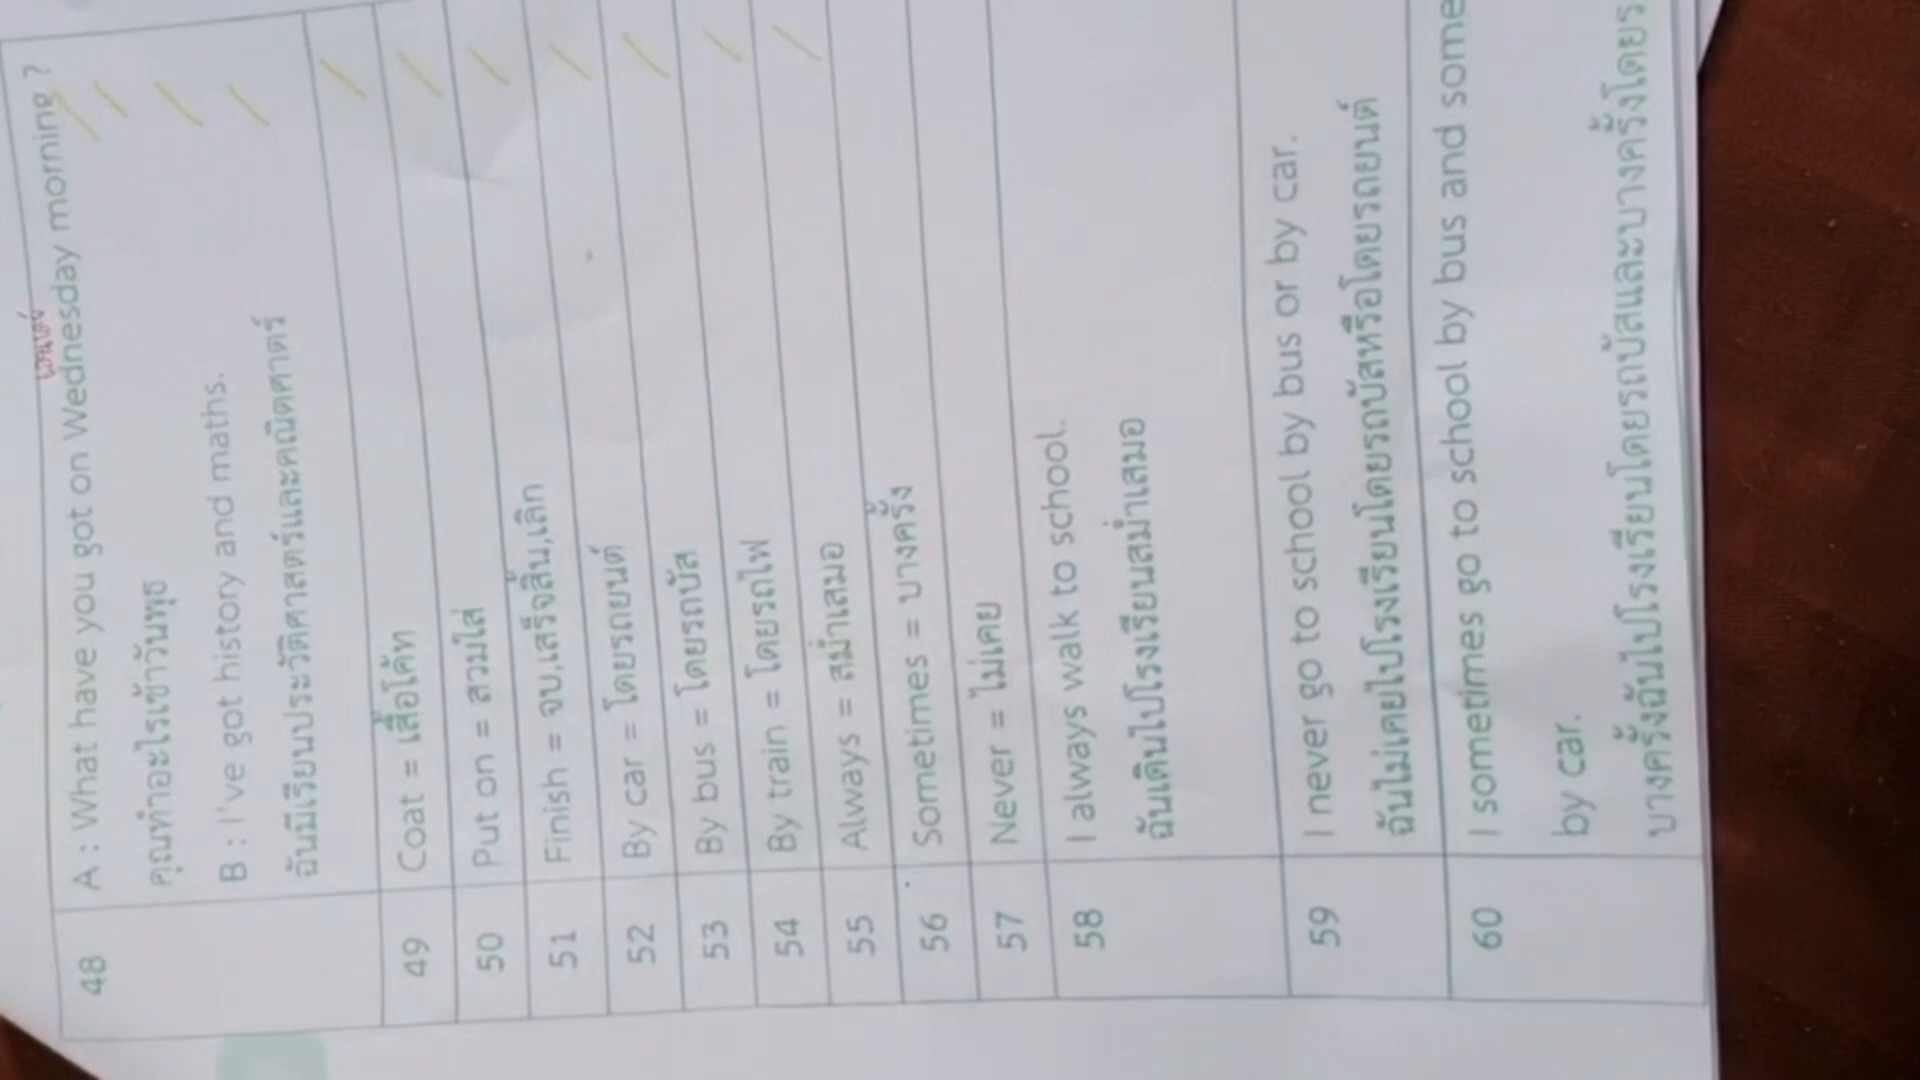 เวนเดย์
48 A : What have you got on Wednesday morning ?
คุณทำอะไรเช้าวันพุธ
B : I've got history and maths.
ฉันมีเรียนประวัติศาสตร์และคณิตศาตร์
49 Coat = เสื้อโค้ท
50 Put on = สวมใส่
51 Finish = จบ,เสร็จสิ้น,เลิก
52 By car = โดยรถยนต์
53 By bus = โดยรถบัส
54 By train = โดยรถไฟ
55 Always = สม่ำเสมอ
56 Sometimes = บางครั้ง
57 Never = ไม่เคย
58 I always walk to school.
ฉันเดินไปโรงเรียนสม่ำเสมอ
59 I never go to school by bus or by car.
ฉันไม่เคยไปโรงเรียนโดยรถบัสหรือโดยรถยนต์
60 I sometimes go to school by bus and some
by car.
บางครั้งฉันไปโรงเรียนโดยรถบัสและบางครั้งโดยร